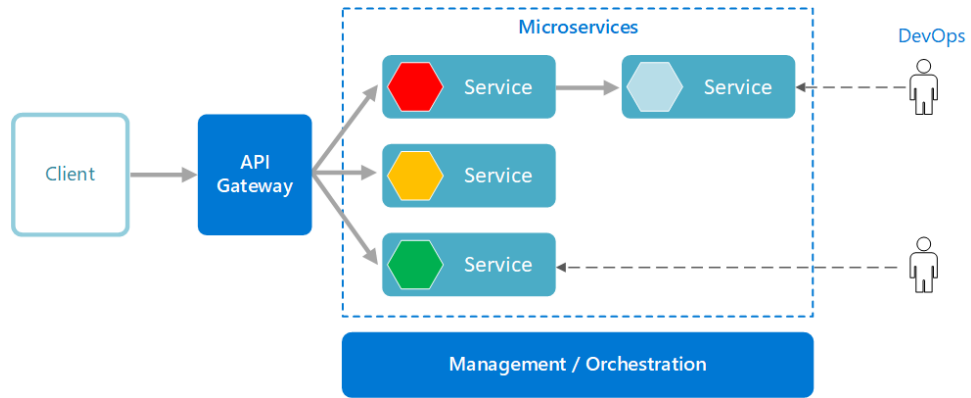 Microservices
DevOps
Service
Service
Client
API
Gateway
Service
Service
Management / Orchestration